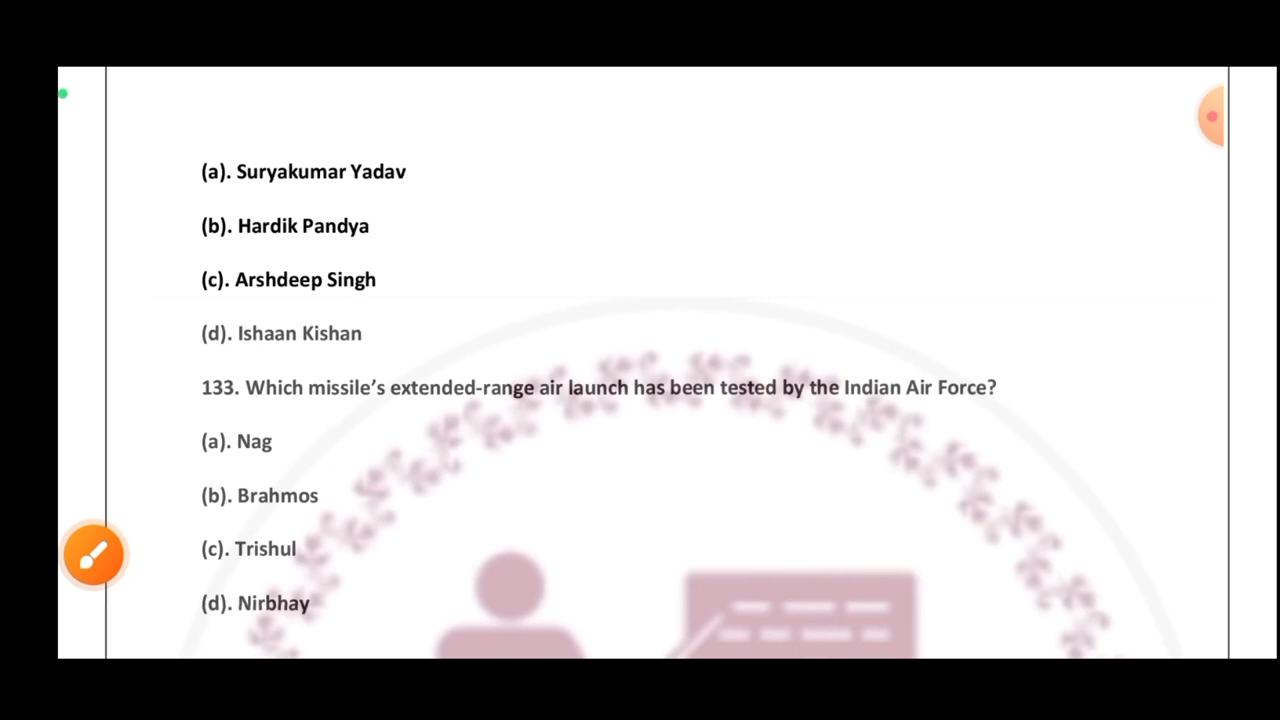 (a). Suryakumar Yadav
(b). Hardik Pandya
(c). Arshdeep Singh
(d). Ishaan Kishan
133. Which missile’s extended-range air launch has been tested by the Indian Air Force?
(a). Nag
(b). Brahmos
(c). Trishul
(d). Nirbhay